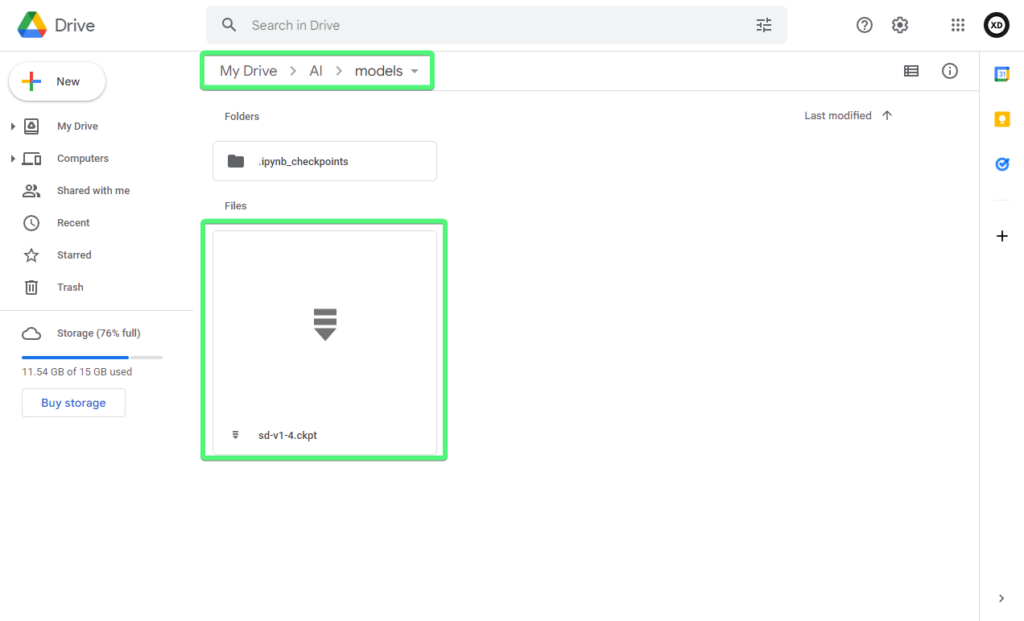 Drive
Search in Drive
XD
New
My Drive > AI > models
31
My Drive
Computers
Shared with me
Recent
Starred
Trash
Storage (76% full)
11.54 GB of 15 GB used
Buy storage
Folders
Last modified
.ipynb_checkpoints
Files
sd-v1-4.ckpt